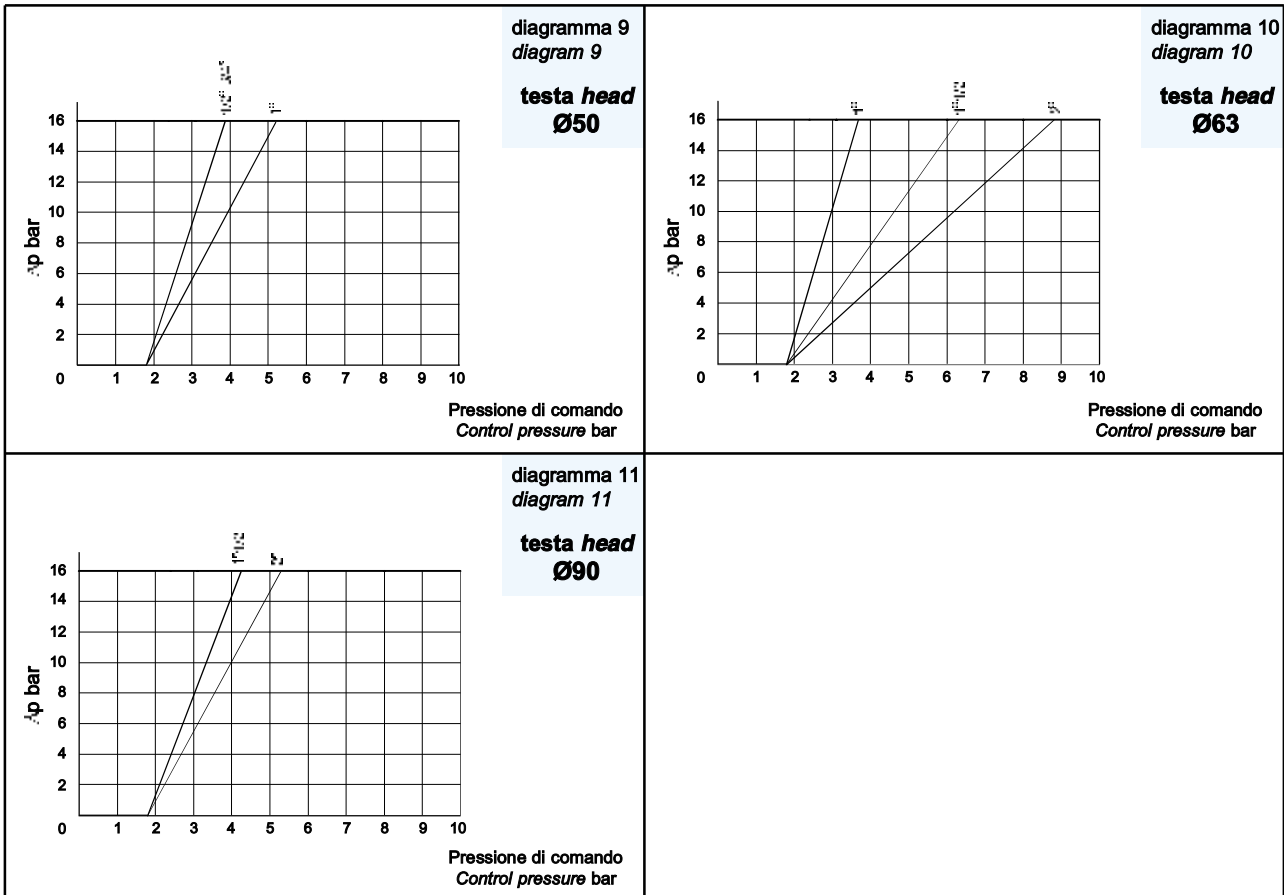 diagramma 9
diagram 9
testa head
Ø50
1"
16
14
12
10
8
6
4
2
0
1 2 3 4 5 6 7 8 9 10
Δp bar
Pressione di comando
Control pressure bar
diagramma 10
diagram 10
testa head
Ø63
16
14
12
10
8
6
4
2
0
1 2 3 4 5 6 7 8 9 10
Δp bar
Pressione di comando
Control pressure bar
diagramma 11
diagram 11
testa head
Ø90
16
14
12
10
8
6
4
2
0
1 2 3 4 5 6 7 8 9 10
Δp bar
Pressione di comando
Control pressure bar